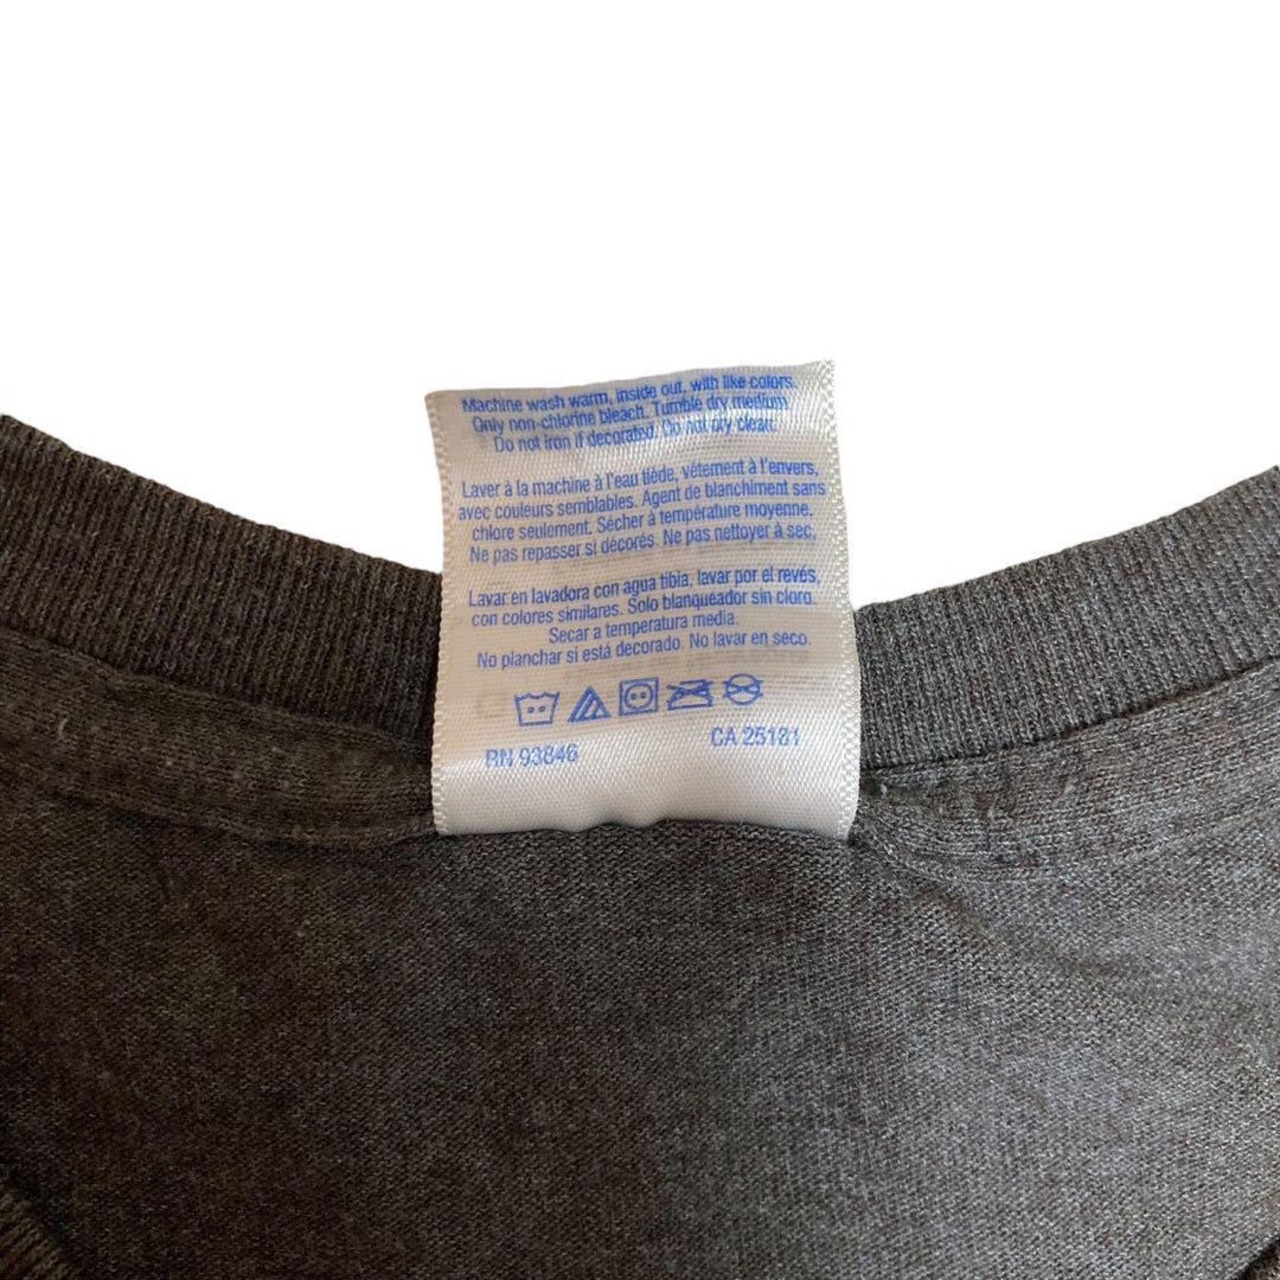 Machine wash warm, inside out, with like colors.
Only non-chlorine bleach. Tumble dry medium.
Do not iron if decorated. Do not dry clean.
Laver à la machine à l'eau tiède, vêtement à l'envers,
avec couleurs semblables. Agent de blanchiment sans
chlore seulement. Sécher à température moyenne.
Ne pas repasser si décorés. Ne pas nettoyer à sec.
Lavar en lavadora con agua tibia, lavar por el revés,
con colores similares. Solo blanqueador sin cloro.
Secar a temperatura media.
No planchar si está decorado. No lavar en seco.
RN 93846 CA 25181